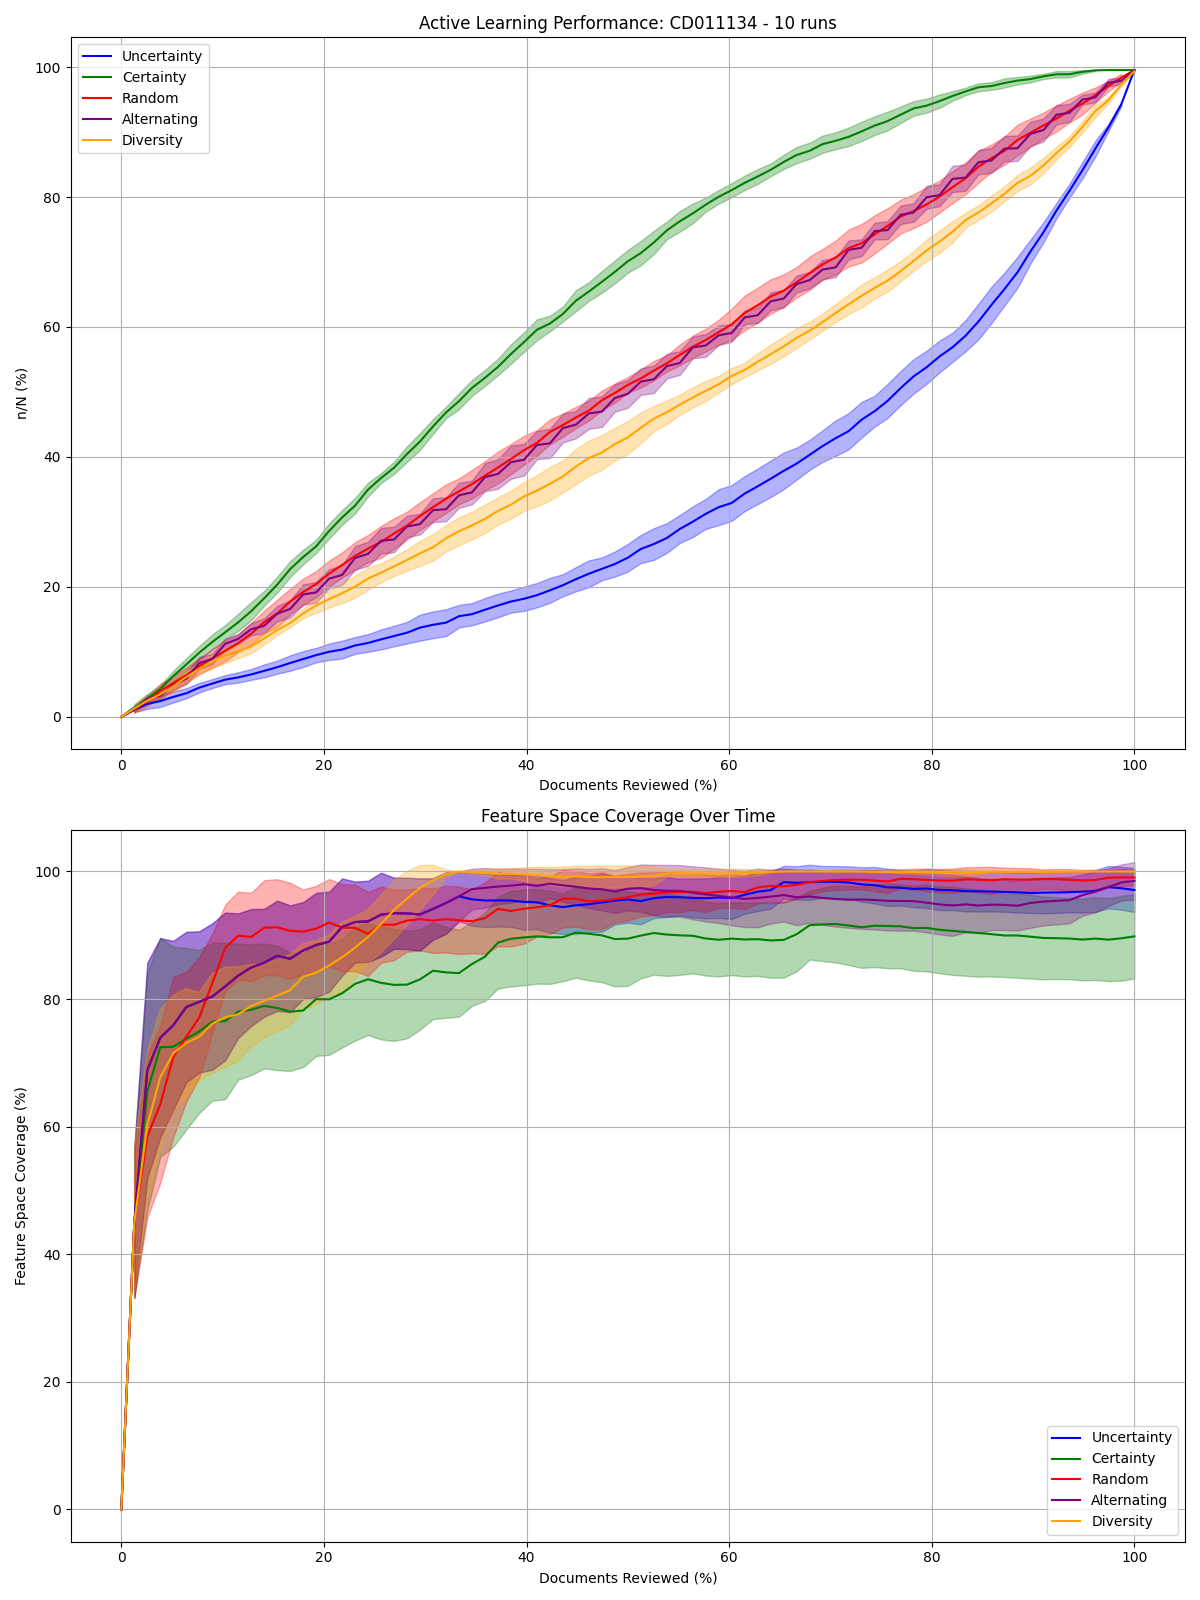 Active Learning Performance: CD011134 - 10 runs
Uncertainty
Certainty
Random
Alternating
Diversity
100
80
60
40
20
0
n/N (%)
0 20 40 60 80 100
Documents Reviewed (%)
Feature Space Coverage Over Time
100
80
60
40
20
0
Feature Space Coverage (%)
Uncertainty
Certainty
Random
Alternating
Diversity
0 20 40 60 80 100
Documents Reviewed (%)